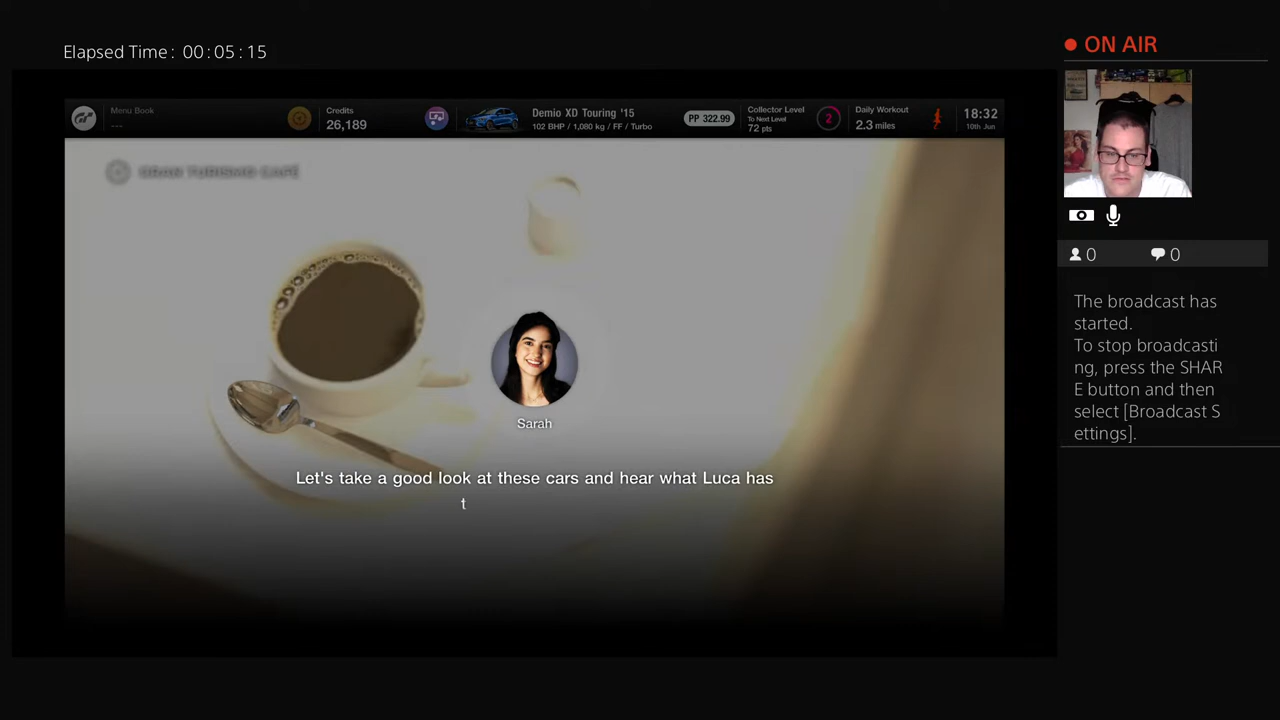 Elapsed Time: 00:05:15
ON AIR
Menu Book
---
Credits
26,189
Demio XD Touring '15
102 BHP / 1,080 kg / FF / Turbo
PP 322.99
Collector Level
To Next Level
72 pts
2
Daily Workout
2.3 miles
18:32
10th Jun
GRAN TURISMO CAFE
Sarah
Let's take a good look at these cars and hear what Luca has
t
0
0
The broadcast has
started.
To stop broadcasti
ng, press the SHAR
E button and then
select [Broadcast S
ettings].